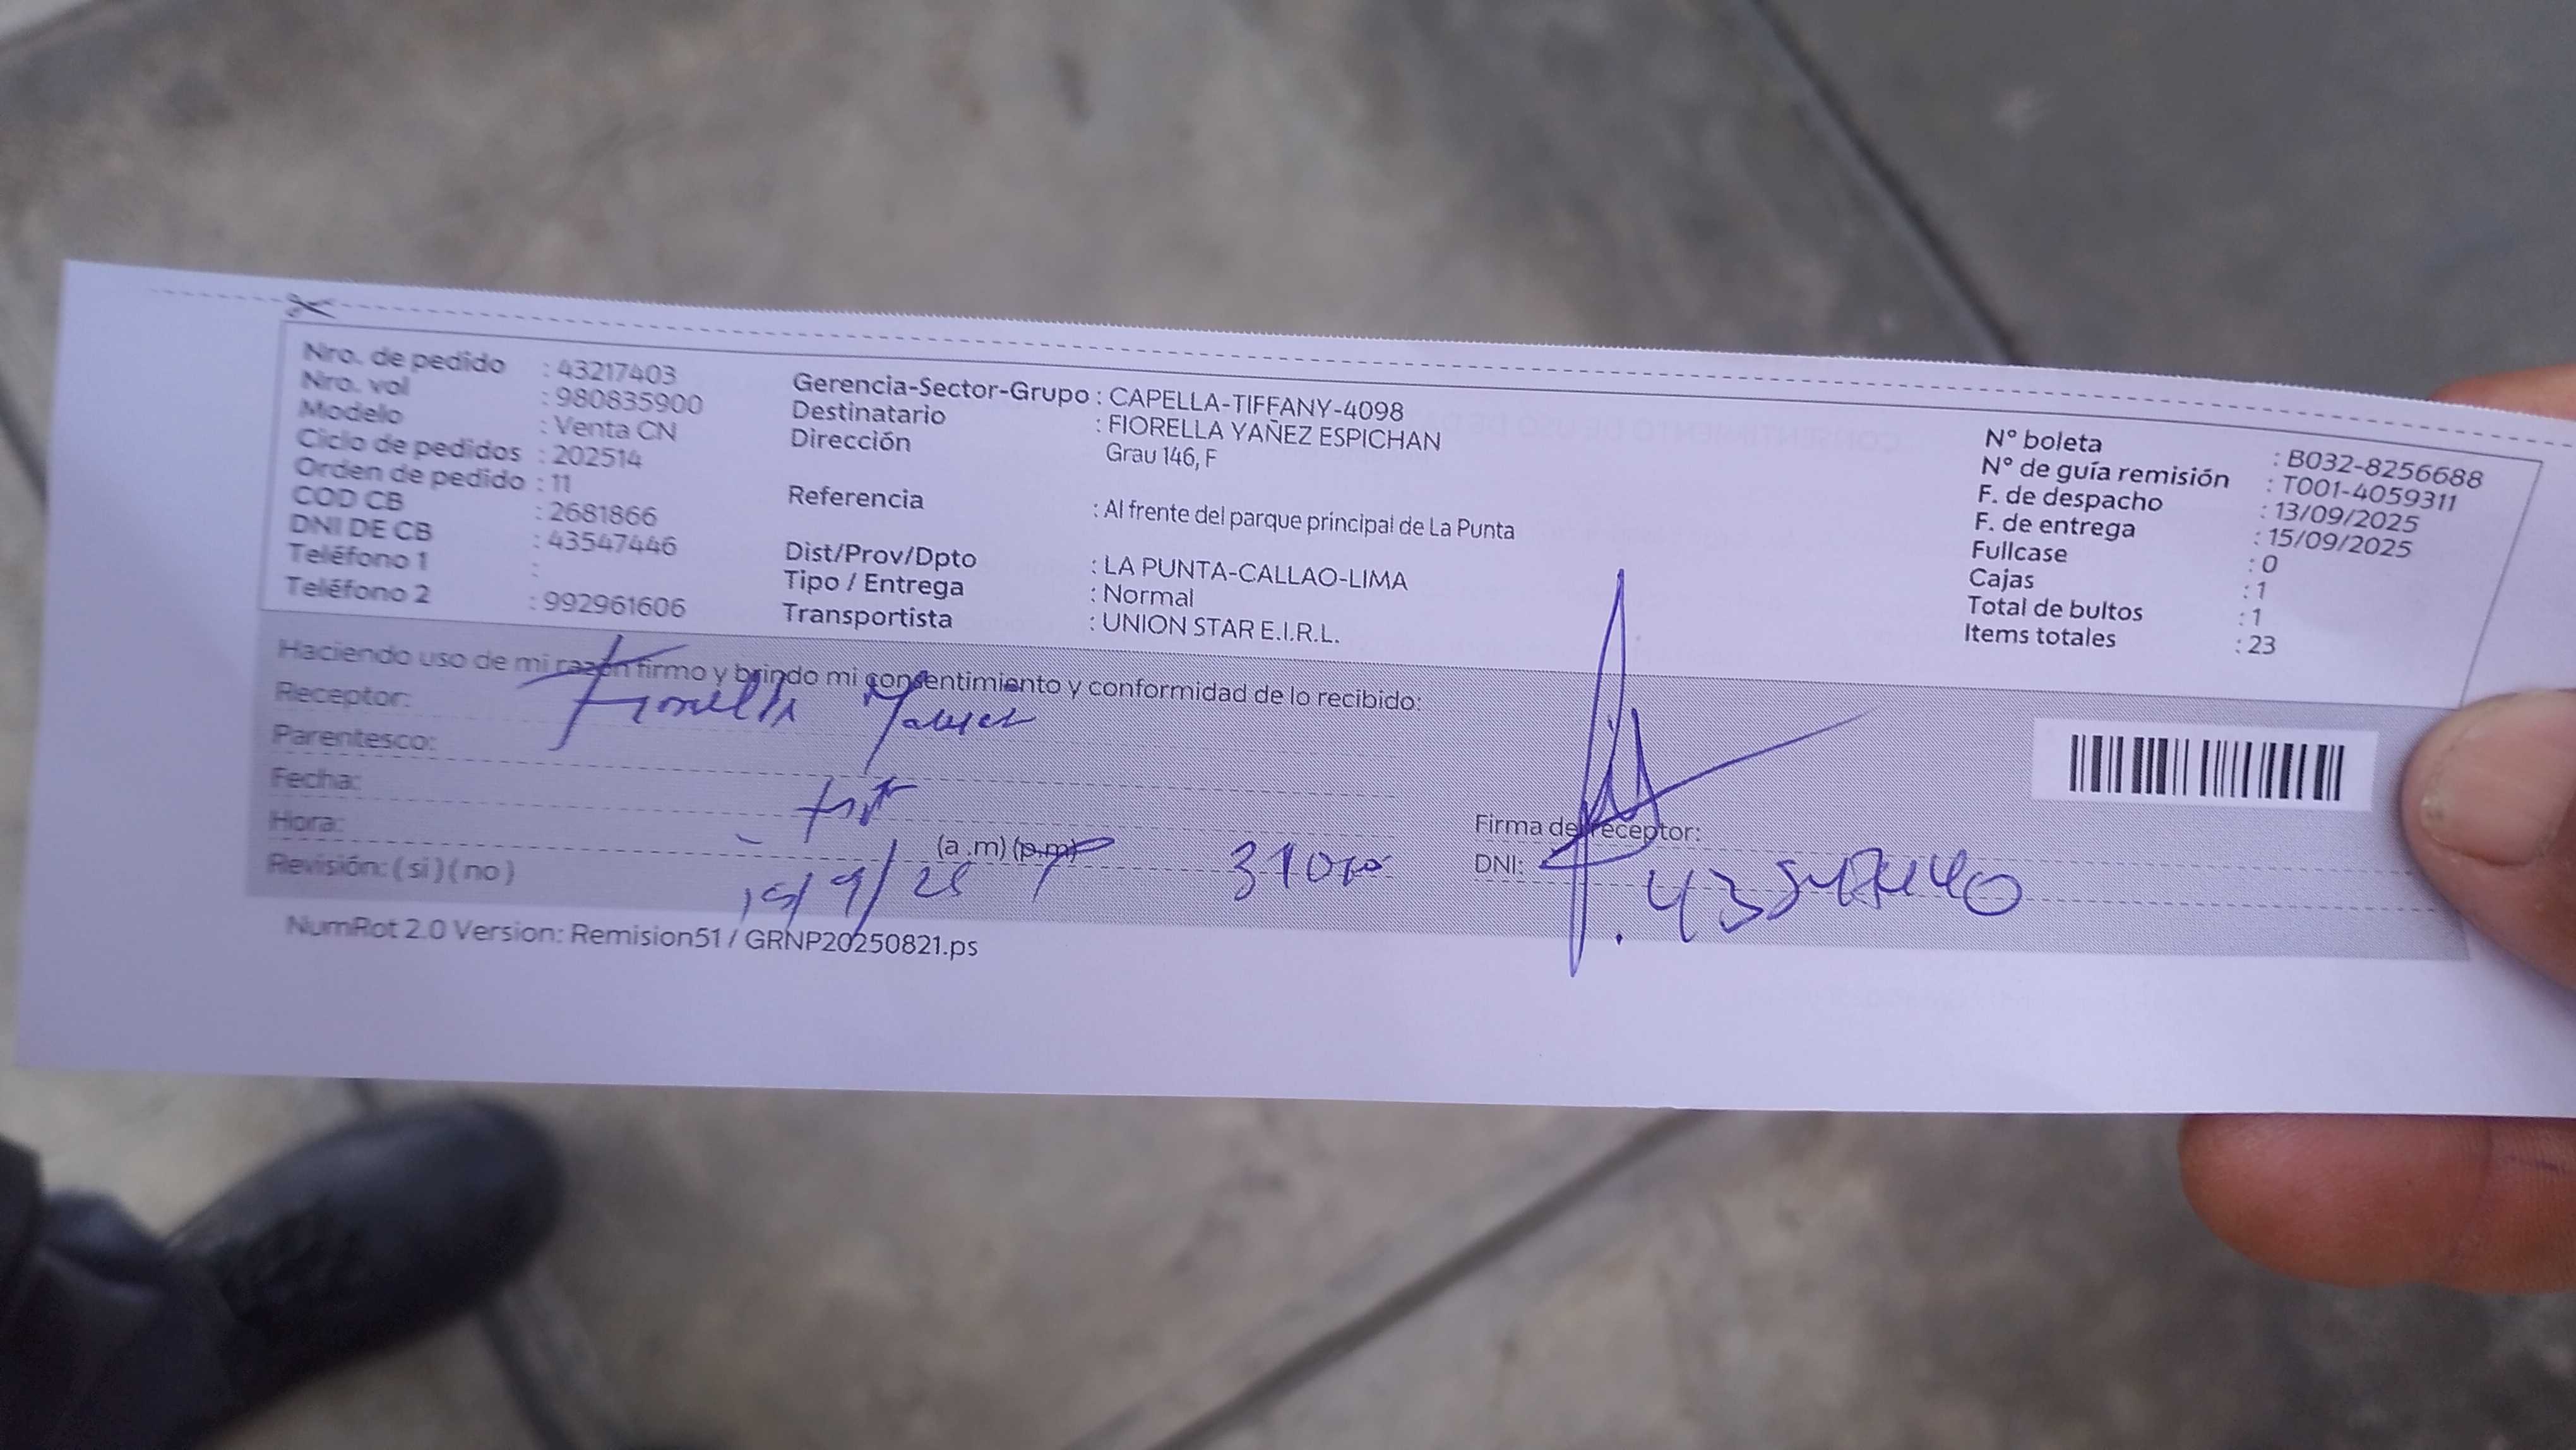 Nro. de pedido : 43217403
Nro. vol : 980835900
Modelo : Venta CN
Ciclo de pedidos : 202514
Orden de pedido : 11
COD CB : 2681866
DNI DE CB : 43547446
Teléfono 1 :
Teléfono 2 : 992961606
Gerencia-Sector-Grupo : CAPELLA-TIFFANY-4098
Destinatario : FIORELLA YAÑEZ ESPICHAN
Dirección
Grau 146, F
Referencia : Al frente del parque principal de La Punta
Dist/Prov/Dpto : LA PUNTA-CALLAO-LIMA
Tipo / Entrega : Normal
Transportista : UNION STAR E.I.R.L.
N° boleta : B032-8256688
N° de guía remisión : T001-4059311
F. de despacho : 13/09/2025
F. de entrega : 15/09/2025
Fullcase : 0
Cajas : 1
Total de bultos : 1
Items totales : 23
Haciendo uso de mi razón firmo y brindo mi consentimiento y conformidad de lo recibido:
Receptor:
Parentesco:
Fecha:
Hora: (a.m) (p.m)
Revisión: ( si ) ( no )
15/9/25
Firma de receptor:
DNI:
NumRot 2.0 Version: Remision51 / GRNP20250821.ps